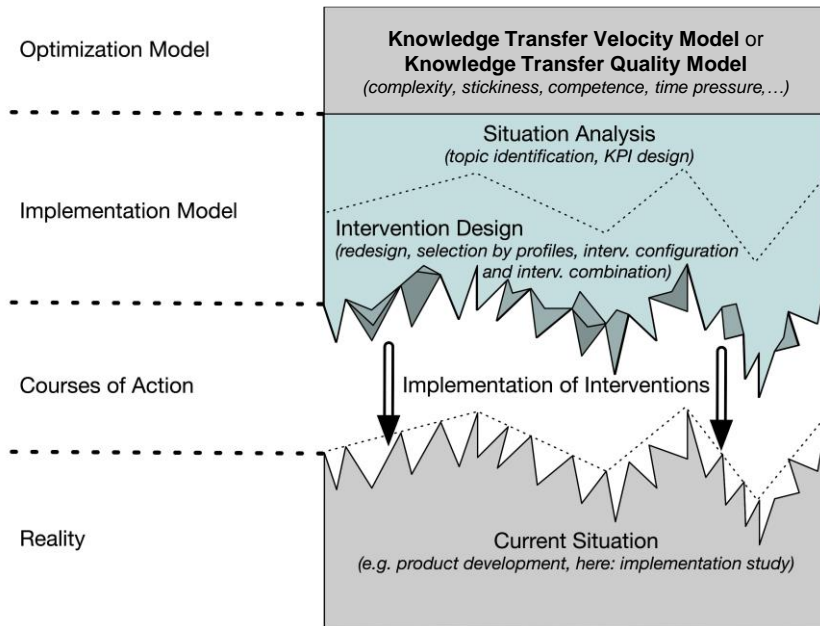 Optimization Model
Knowledge Transfer Velocity Model or
Knowledge Transfer Quality Model
(complexity, stickiness, competence, time pressure,…)
Situation Analysis
(topic identification, KPI design)
Implementation Model
Intervention Design
(redesign, selection by profiles, interv. configuration
and interv. combination)
Courses of Action
Implementation of Interventions
Reality
Current Situation
(e.g. product development, here: implementation study)